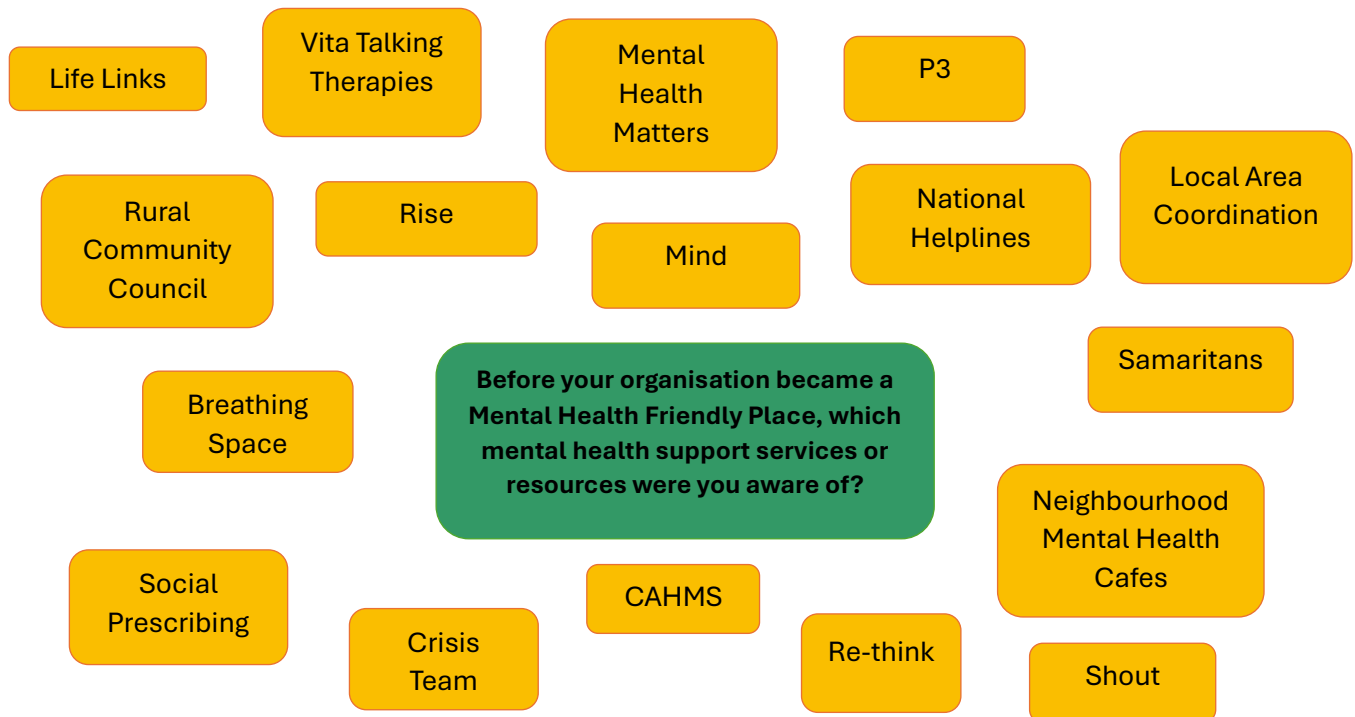 Life Links
Vita Talking
Therapies
Mental
Health
Matters
P3
Rural
Community
Council
Rise
Mind
National
Helplines
Local Area
Coordination
Samaritans
Breathing
Space
Before your organisation became a
Mental Health Friendly Place, which
mental health support services or
resources were you aware of?
Neighbourhood
Mental Health
Cafes
Social
Prescribing
Crisis
Team
CAHMS
Re-think
Shout